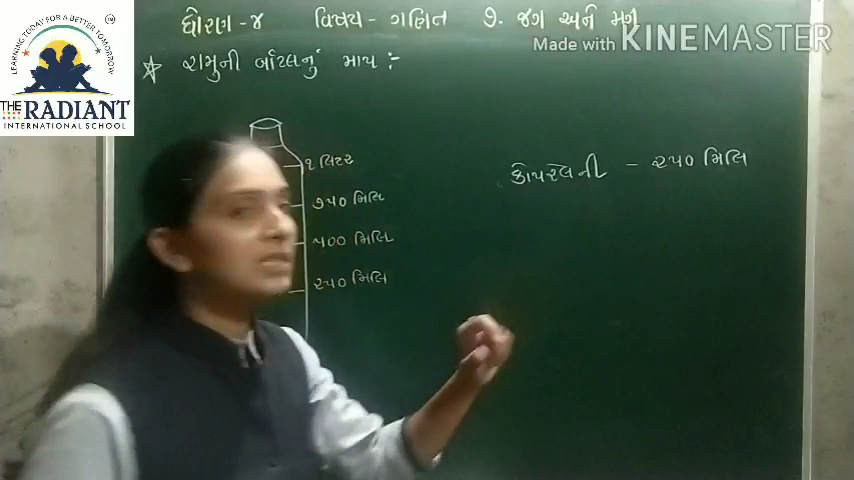 ધોરણ - ૪ વિષય - ગણિત ૭. જગ અને મગ
Made with KINEMASTER
LEARNING TODAY FOR A BETTER TOMORROW
TM
THE RADIANT
INTERNATIONAL SCHOOL
☆ રામુની બૉટલનું માપ :-
૧ લિટર
૭૫૦ મિલિ
૫૦૦ મિલિ
૨૫૦ મિલિ
કોપરેલની - ૨૫૦ મિલિ